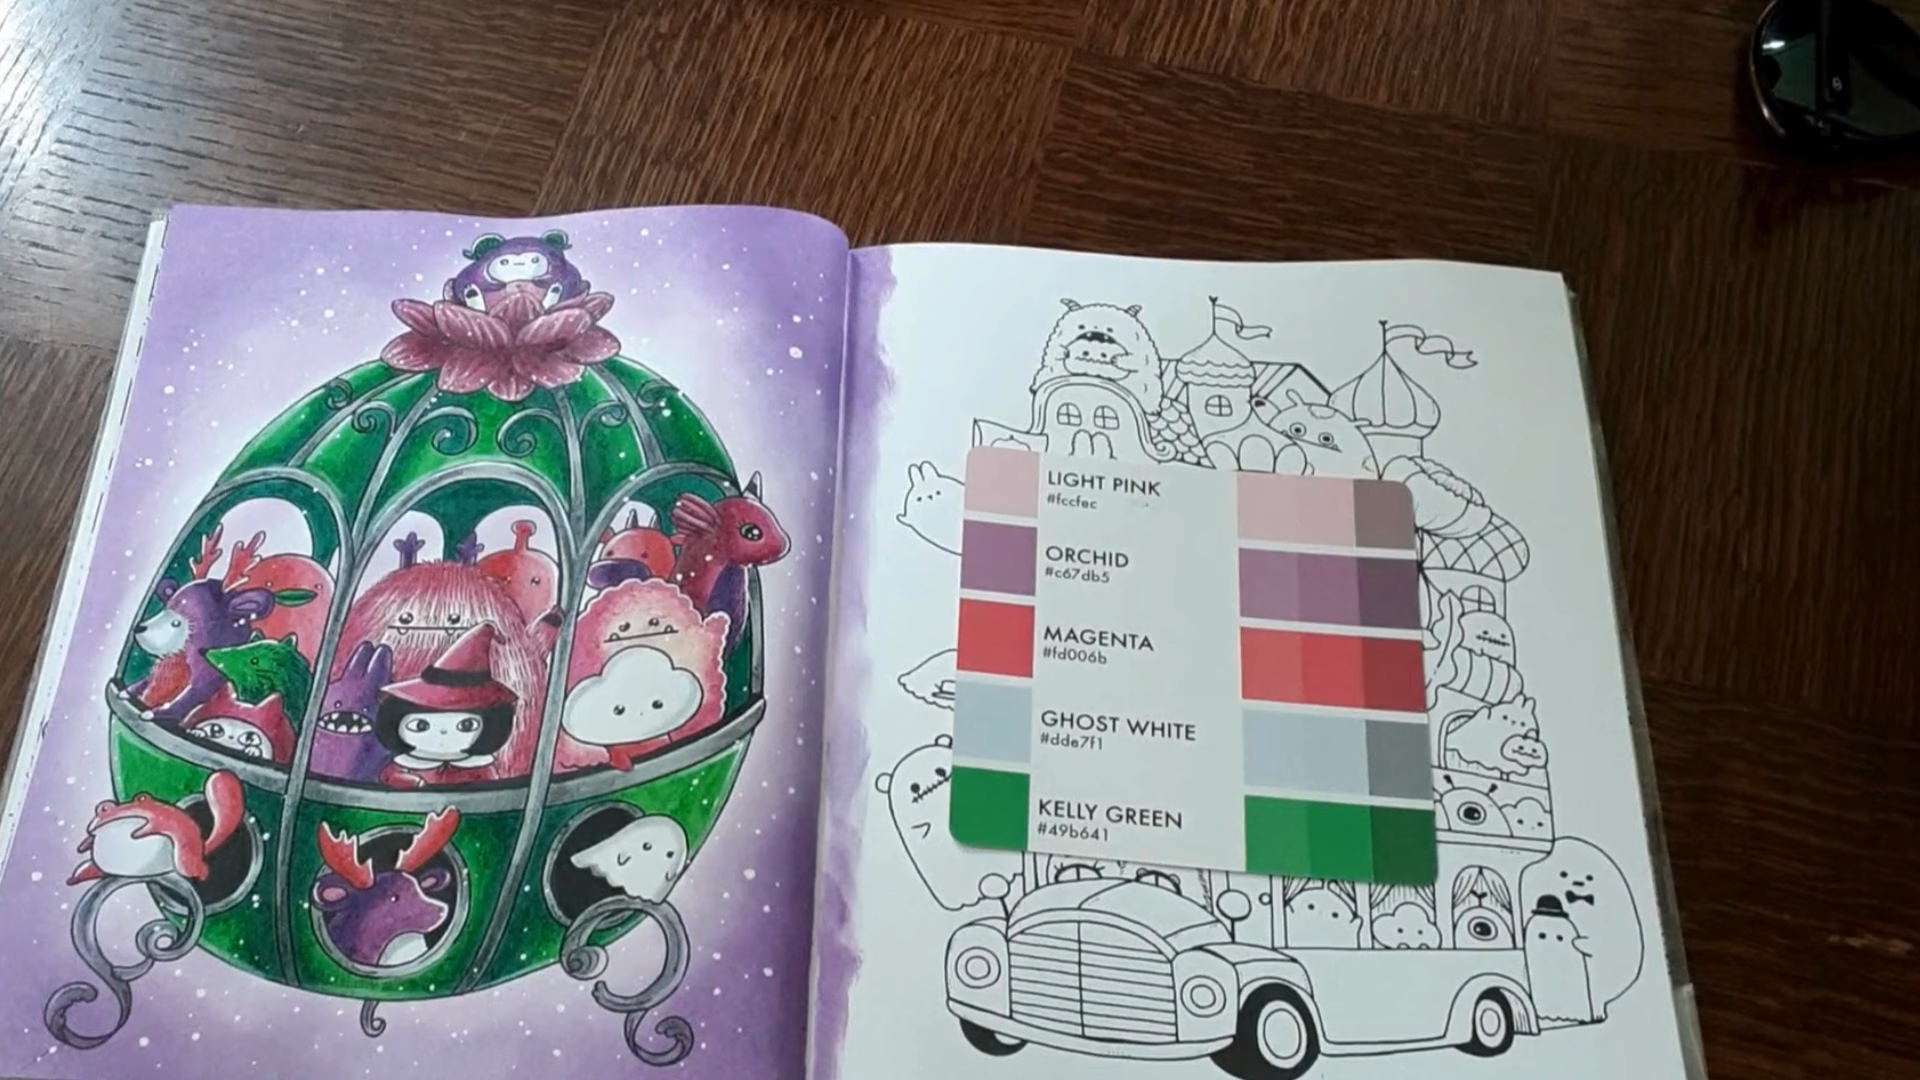 LIGHT PINK
#fccfec
ORCHID
#c67db5
MAGENTA
#fd006b
GHOST WHITE
#dde7f1
KELLY GREEN
#49b641